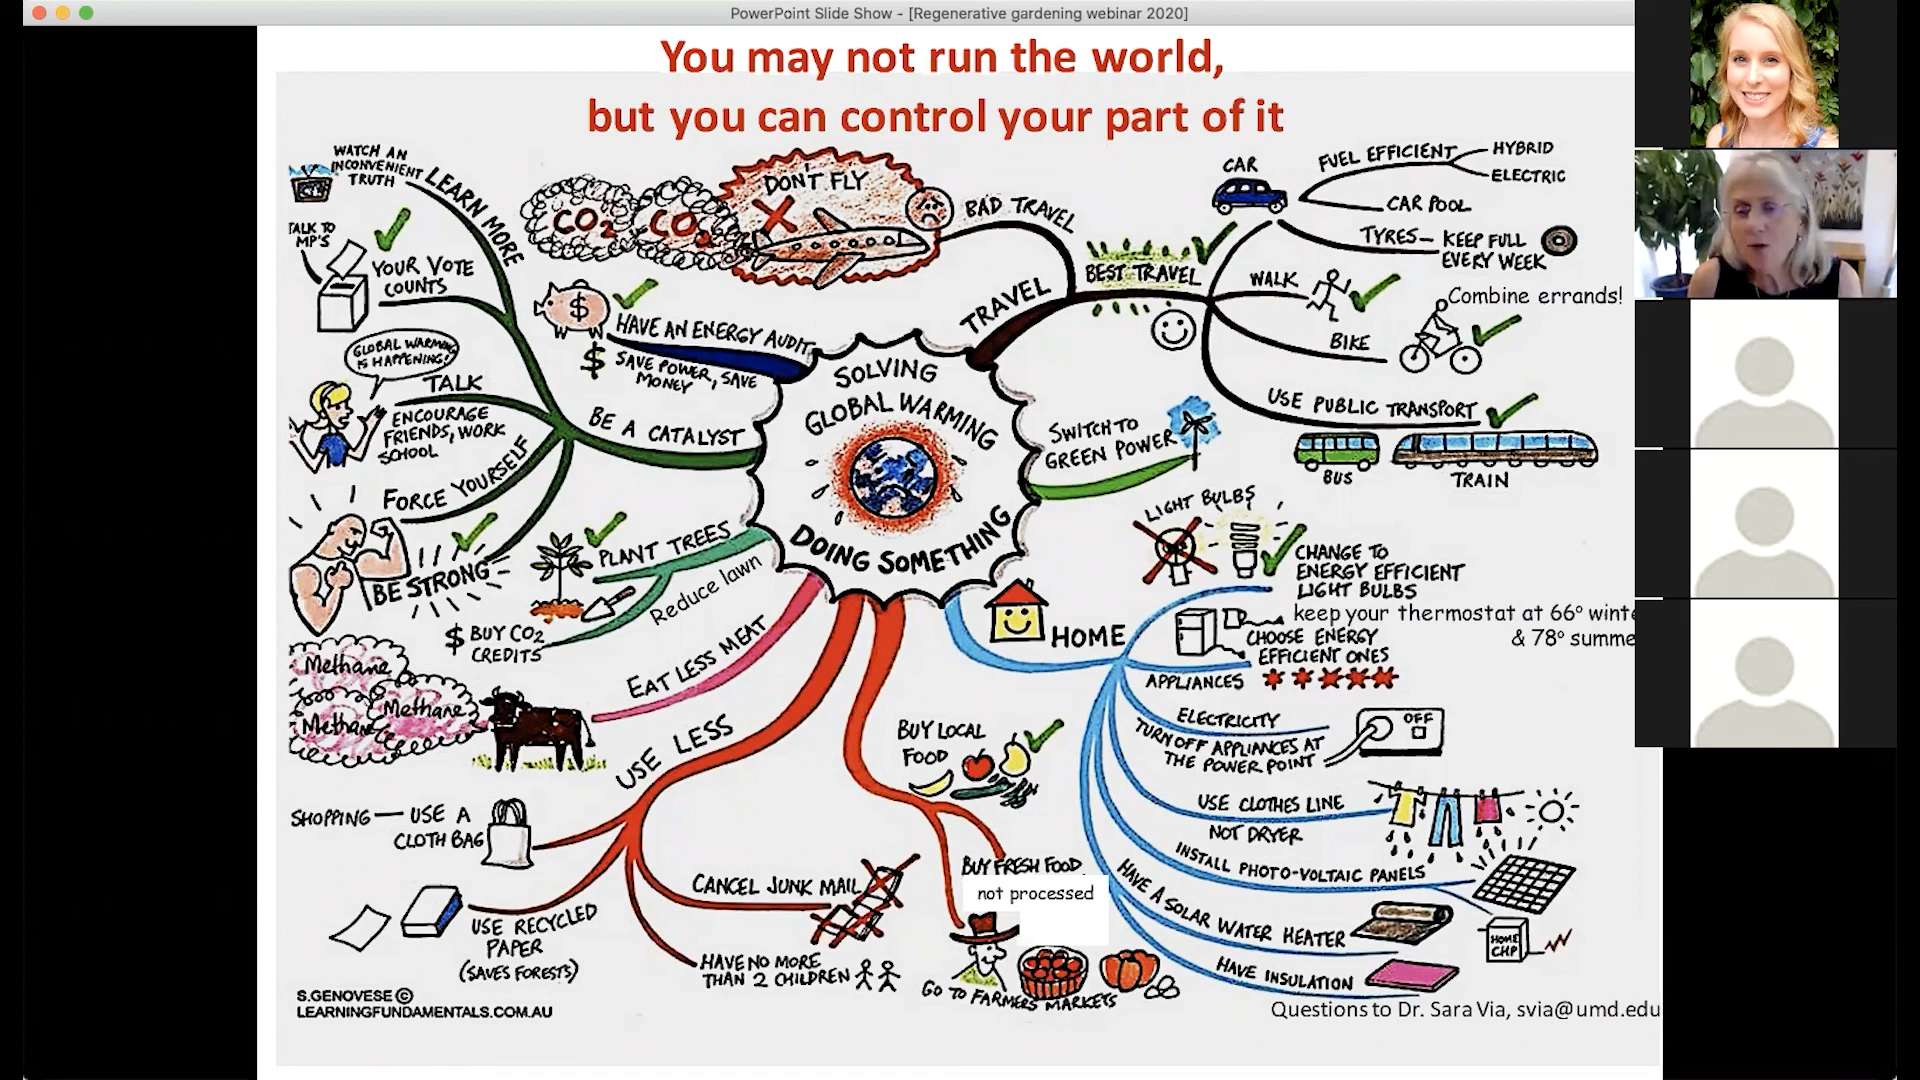 PowerPoint Slide Show - [Regenerative gardening webinar 2020]
You may not run the world,
but you can control your part of it
WATCH AN
INCONVENIENT
TRUTH
LEARN MORE
TALK TO
MP'S
YOUR VOTE
COUNTS
GLOBAL WARMING
IS HAPPENING!
TALK
ENCOURAGE
FRIENDS, WORK
SCHOOL
FORCE YOURSELF
BE STRONG
BE A CATALYST
$
HAVE AN ENERGY AUDIT
$ SAVE POWER, SAVE
MONEY
CO2 CO2
DON'T FLY
BAD TRAVEL
TRAVEL
BEST TRAVEL
CAR
FUEL EFFICIENT
HYBRID
ELECTRIC
CAR POOL
TYRES - KEEP FULL
EVERY WEEK
WALK
Combine errands!
BIKE
USE PUBLIC TRANSPORT
BUS
TRAIN
SOLVING
GLOBAL WARMING
DOING SOMETHING
SWITCH TO
GREEN POWER
LIGHT BULBS
CHANGE TO
ENERGY EFFICIENT
LIGHT BULBS
keep your thermostat at 66° winte
& 78° summe
HOME
CHOOSE ENERGY
EFFICIENT ONES
APPLIANCES
ELECTRICITY
TURN OFF APPLIANCES AT
THE POWER POINT
OFF
USE CLOTHES LINE
NOT DRYER
INSTALL PHOTO-VOLTAIC PANELS
HAVE A SOLAR WATER HEATER
HOME
CHP
HAVE INSULATION
PLANT TREES
Reduce lawn
$ BUY CO2
CREDITS
EAT LESS MEAT
Methane
Methane
Methane
USE LESS
SHOPPING — USE A
CLOTH BAG
USE RECYCLED
PAPER
(SAVES FORESTS)
CANCEL JUNK MAIL
HAVE NO MORE
THAN 2 CHILDREN
BUY LOCAL
FOOD
BUY FRESH FOOD
not processed
GO TO FARMERS MARKETS
S.GENOVESE ©
LEARNINGFUNDAMENTALS.COM.AU
Questions to Dr. Sara Via, svia@umd.edu